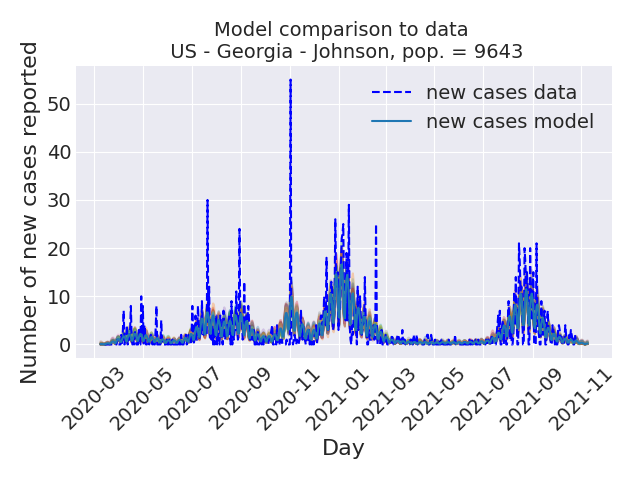 Model comparison to data
US - Georgia - Johnson, pop. = 9643
Number of new cases reported
50
40
30
20
10
0
new cases data
new cases model
2020-03
2020-05
2020-07
2020-09
2020-11
2021-01
2021-03
2021-05
2021-07
2021-09
2021-11
Day